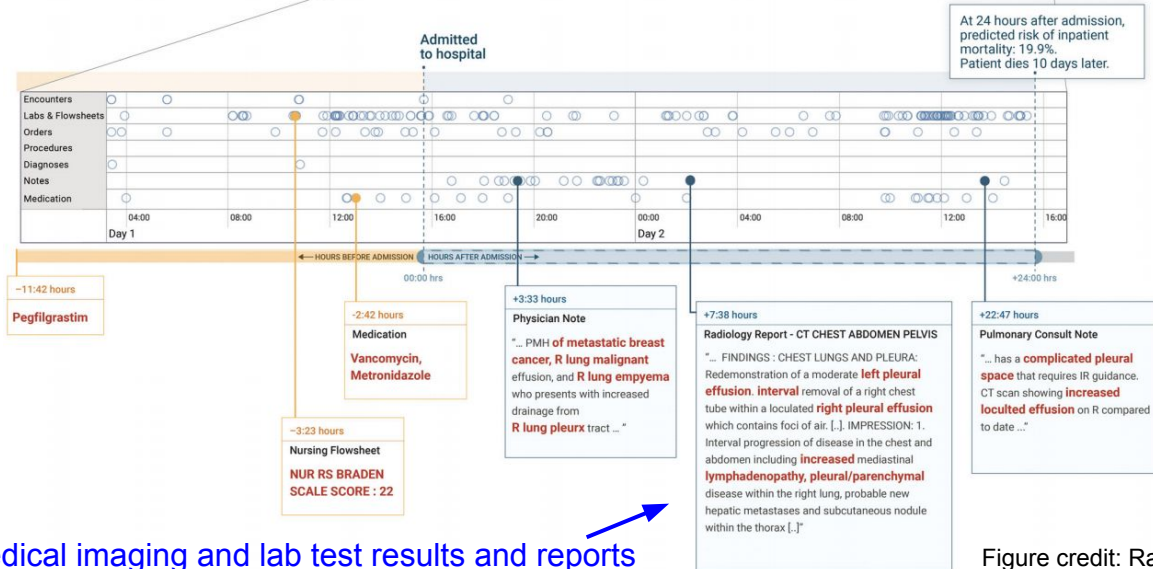 At 24 hours after admission,
predicted risk of inpatient
mortality: 19.9%.
Patient dies 10 days later.
Admitted
to hospital
Encounters
Labs & Flowsheets
Orders
Procedures
Diagnoses
Notes
Medication
04:00 08:00 12:00 16:00 20:00 00:00 04:00 08:00 12:00 16:00
Day 1 Day 2
HOURS BEFORE ADMISSION HOURS AFTER ADMISSION
00:00 hrs +24:00 hrs
−11:42 hours
Pegfilgrastim
-2:42 hours
Medication
Vancomycin,
Metronidazole
−3:23 hours
Nursing Flowsheet
NUR RS BRADEN
SCALE SCORE : 22
+3:33 hours
Physician Note
“... PMH of metastatic breast
cancer, R lung malignant
effusion, and R lung empyema
who presents with increased
drainage from
R lung pleurx tract ... “
+7:38 hours
Radiology Report - CT CHEST ABDOMEN PELVIS
“... FINDINGS : CHEST LUNGS AND PLEURA:
Redemonstration of a moderate left pleural
effusion. interval removal of a right chest
tube within a loculated right pleural effusion
which contains foci of air. [..]. IMPRESSION: 1.
Interval progression of disease in the chest and
abdomen including increased mediastinal
lymphadenopathy, pleural/parenchymal
disease within the right lung, probable new
hepatic metastases and subcutaneous nodule
within the thorax [..]”
+22:47 hours
Pulmonary Consult Note
“... has a complicated pleural
space that requires IR guidance.
CT scan showing increased
loculted effusion on R compared
to date ...”
edical imaging and lab test results and reports
Figure credit: Ra